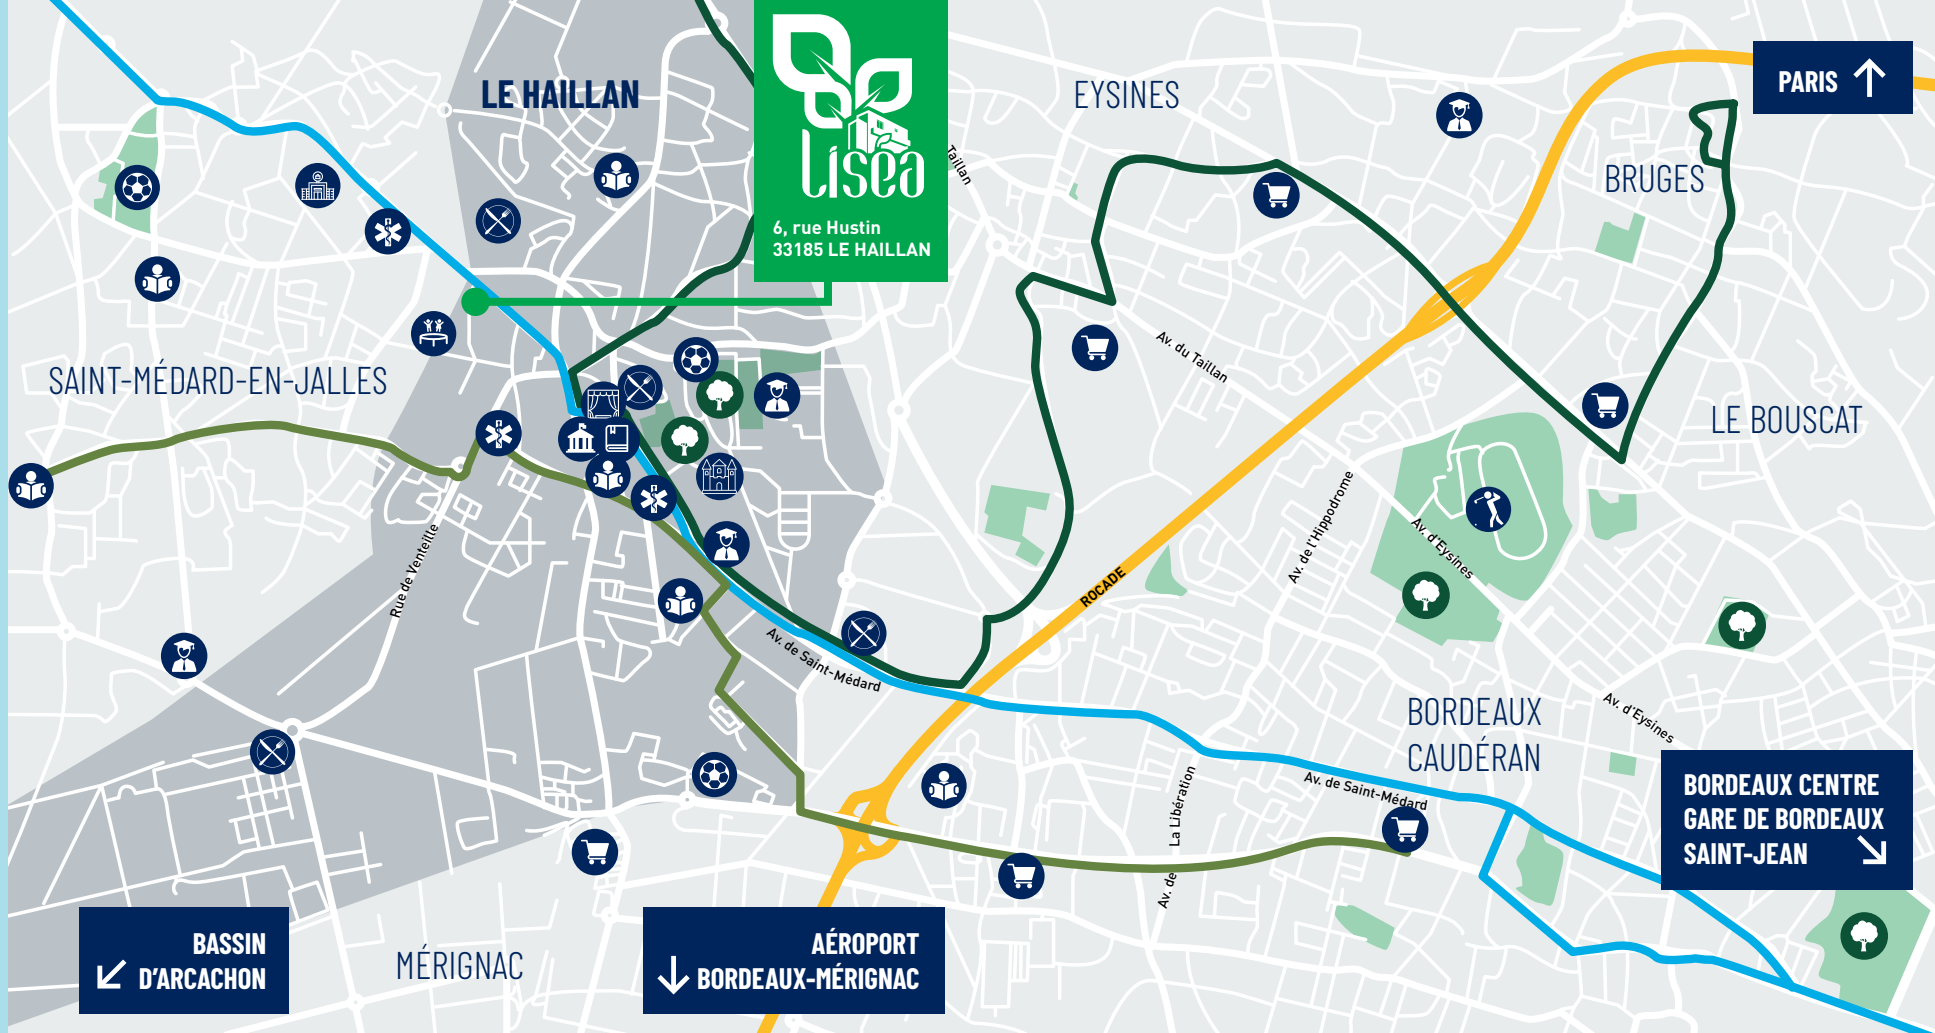 LE HAILLAN
lisea
6, rue Hustin
33185 LE HAILLAN
EYSINES
PARIS
BRUGES
Taillan
Av. du Taillan
SAINT-MÉDARD-EN-JALLES
LE BOUSCAT
Rue de Venteille
Av. de l'Hippodrome
Av. d'Eysines
ROCADE
Av. de Saint-Médard
BORDEAUX
CAUDÉRAN
Av. d'Eysines
Av. de La Libération
Av. de Saint-Médard
BORDEAUX CENTRE
GARE DE BORDEAUX
SAINT-JEAN
BASSIN
D'ARCACHON
MÉRIGNAC
AÉROPORT
BORDEAUX-MÉRIGNAC